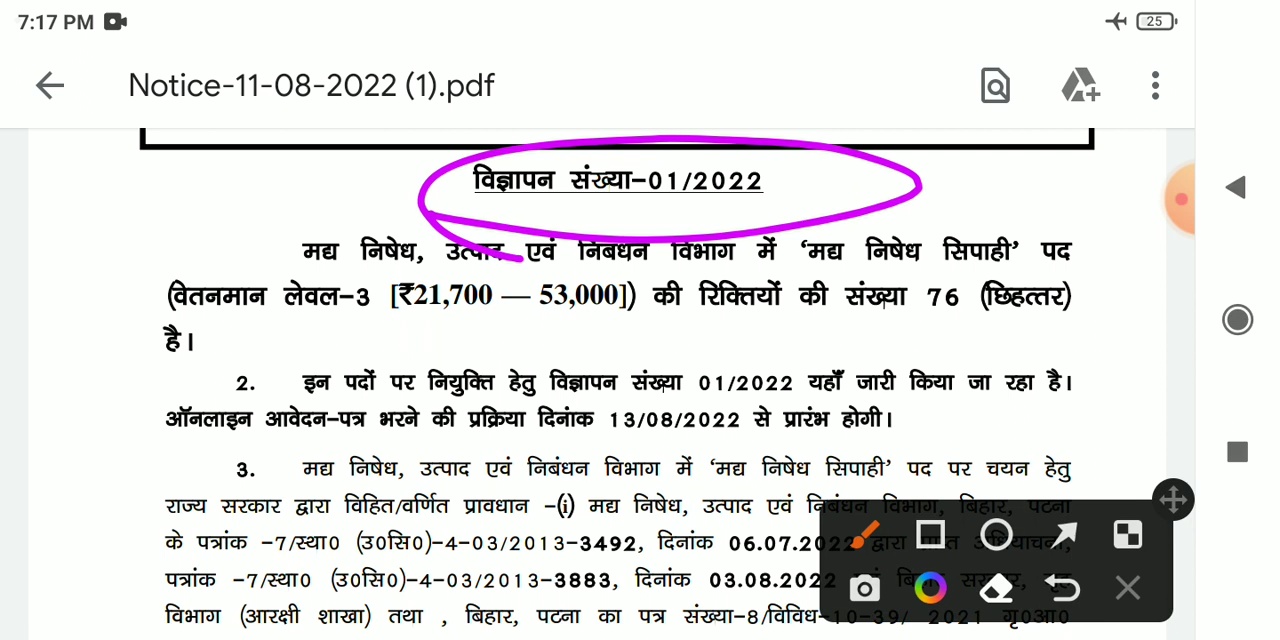 7:17 PM
25
Notice-11-08-2022 (1).pdf
विज्ञापन संख्या-01/2022
मद्य निषेध, उत्पाद एवं निबंधन विभाग में 'मद्य निषेध सिपाही' पद
(वेतनमान लेवल-3 [₹21,700 — 53,000]) की रिक्तियों की संख्या 76 (छिहत्तर)
है।
2. इन पदों पर नियुक्ति हेतु विज्ञापन संख्या 01/2022 यहाँ जारी किया जा रहा है।
ऑनलाइन आवेदन-पत्र भरने की प्रक्रिया दिनांक 13/08/2022 से प्रारंभ होगी।
3. मद्य निषेध, उत्पाद एवं निबंधन विभाग में 'मद्य निषेध सिपाही' पद पर चयन हेतु
राज्य सरकार द्वारा विहित/वर्णित प्रावधान -(i) मद्य निषेध, उत्पाद एवं निबंधन विभाग, बिहार, पटना
के पत्रांक -7/स्था0 (उ0सि0)-4-03/2013-3492, दिनांक 06.07.2022 द्वारा प्राप्त अधियाचना,
पत्रांक -7/स्था0 (उ0सि0)-4-03/2013-3883, दिनांक 03.08.2022 एवं बिहार सरकार, गृह
विभाग (आरक्षी शाखा) तथा , बिहार, पटना का पत्र संख्या-8/विविध-10-39/ 2021 गृ0आ0